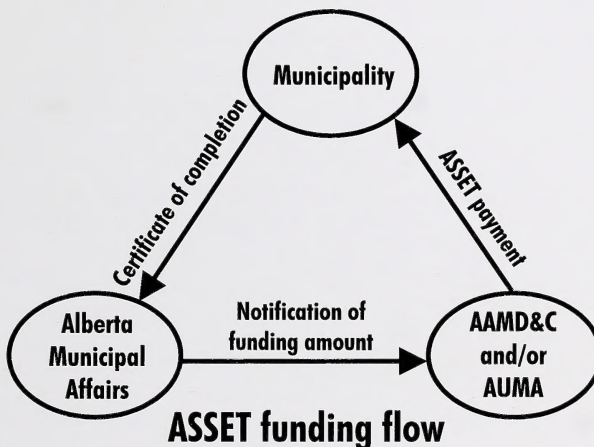 Municipality
Certificate of completion
ASSET payment
Alberta
Municipal
Affairs
Notification of
funding amount
AAMD&C
and/or
AUMA
ASSET funding flow